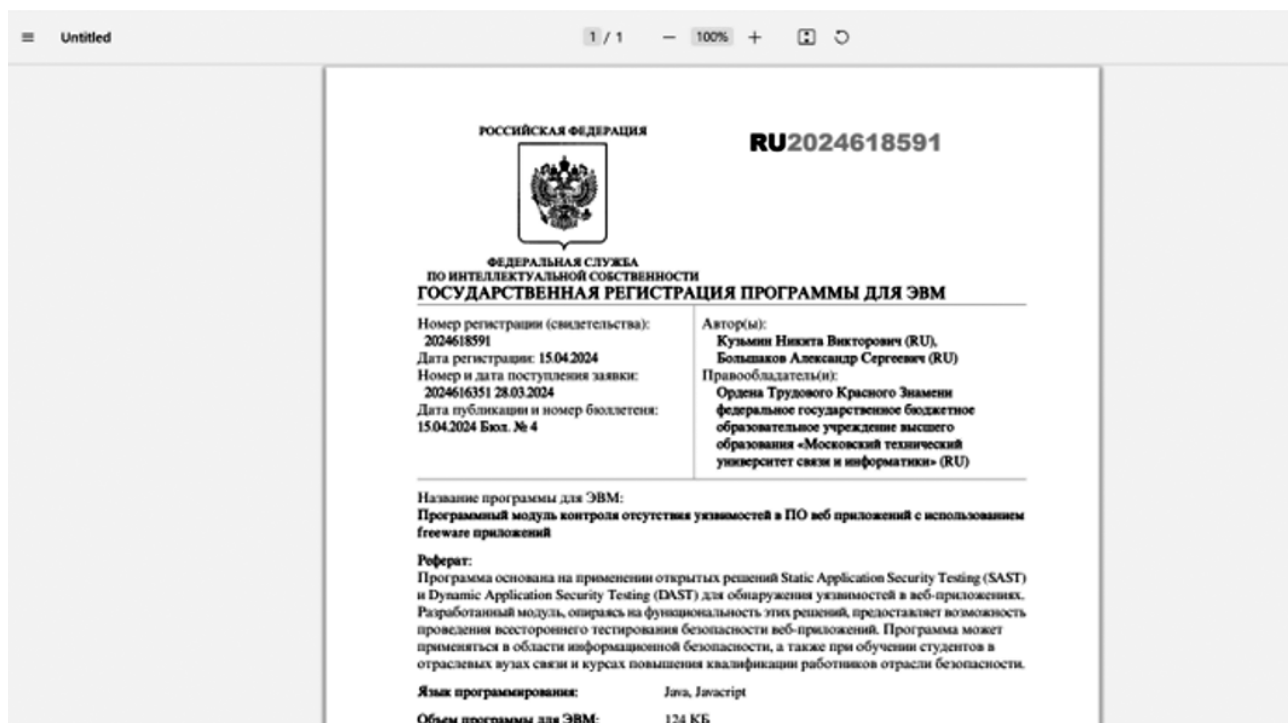 Untitled
1 / 1
100%
РОССИЙСКАЯ ФЕДЕРАЦИЯ
RU2024618591
ФЕДЕРАЛЬНАЯ СЛУЖБА
ПО ИНТЕЛЛЕКТУАЛЬНОЙ СОБСТВЕННОСТИ
ГОСУДАРСТВЕННАЯ РЕГИСТРАЦИЯ ПРОГРАММЫ ДЛЯ ЭВМ
Номер регистрации (свидетельства):
2024618591
Дата регистрации: 15.04.2024
Номер и дата поступления заявки:
2024616351 28.03.2024
Дата публикации и номер бюллетеня:
15.04.2024 Бюл. № 4
Автор(ы):
Кузьмин Никита Викторович (RU),
Большаков Александр Сергеевич (RU)
Правообладатель(и):
Ордена Трудового Красного Знамени
федеральное государственное бюджетное
образовательное учреждение высшего
образования «Московский технический
университет связи и информатики» (RU)
Название программы для ЭВМ:
Программный модуль контроля отсутствия уязвимостей в ПО веб приложений с использованием
freeware приложений
Реферат:
Программа основана на применении открытых решений Static Application Security Testing (SAST)
и Dynamic Application Security Testing (DAST) для обнаружения уязвимостей в веб-приложениях.
Разработанный модуль, опираясь на функциональность этих решений, предоставляет возможность
проведения всестороннего тестирования безопасности веб-приложений. Программа может
применяться в области информационной безопасности, а также при обучении студентов в
отраслевых вузах связи и курсах повышения квалификации работников отрасли безопасности.
Язык программирования: Java, Javacript
Объем программы для ЭВМ: 124 КБ